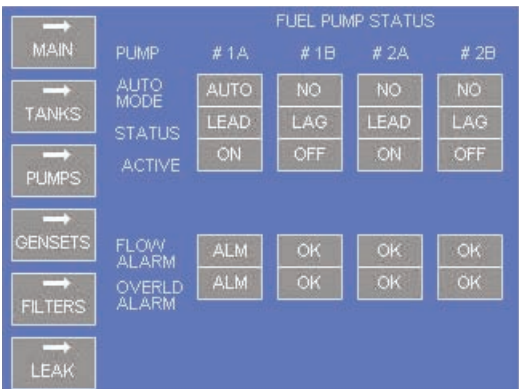 FUEL PUMP STATUS
MAIN
PUMP #1A #1B #2A #2B
AUTO MODE AUTO NO NO NO
TANKS
STATUS LEAD LAG LEAD LAG
ACTIVE ON OFF ON OFF
PUMPS
GENSETS
FLOW ALARM ALM OK OK OK
OVERLD ALARM ALM OK OK OK
FILTERS
LEAK